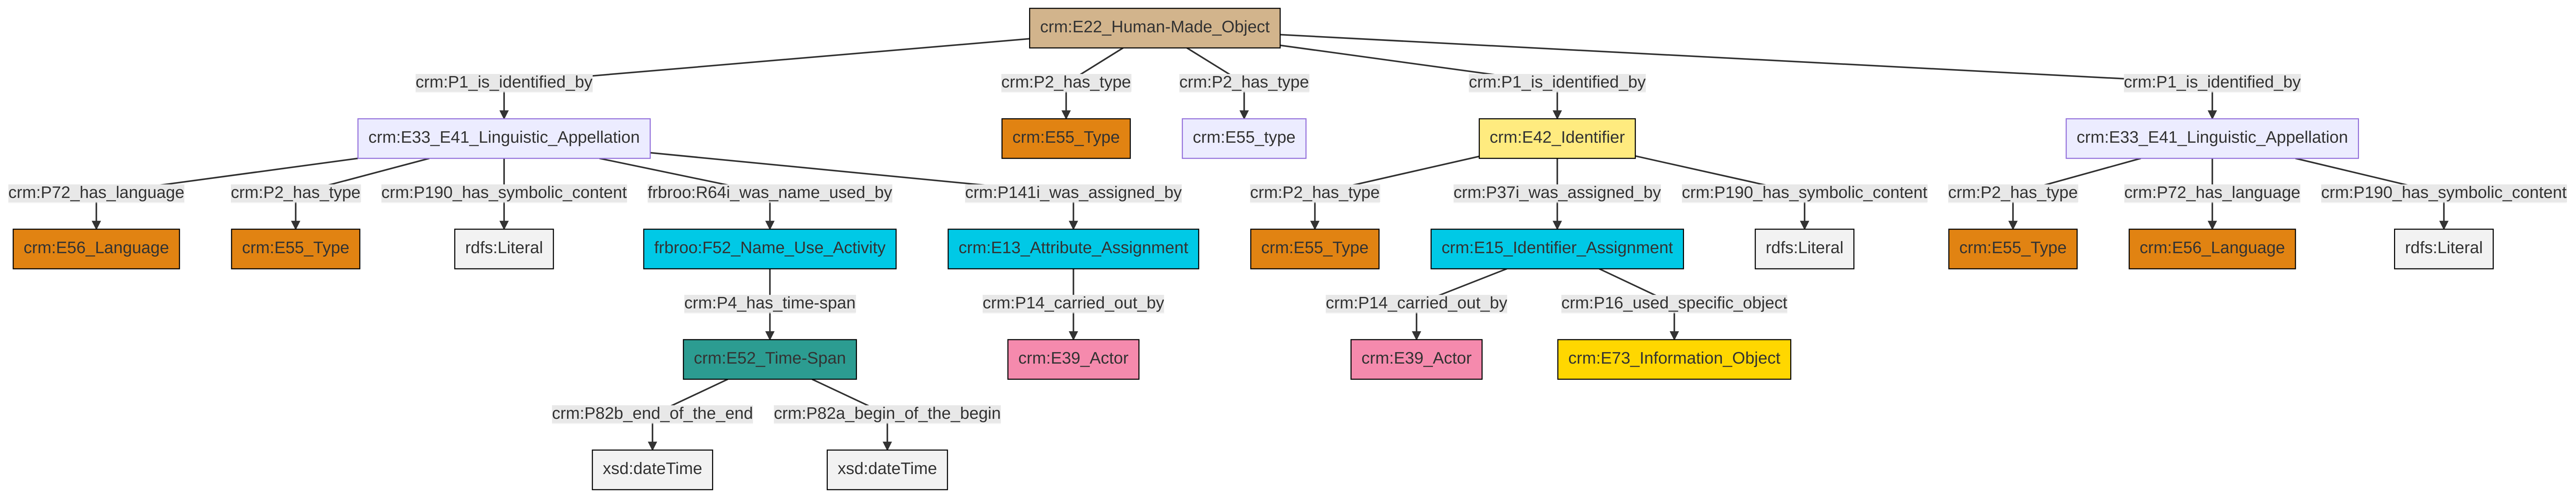 crm:E22_Human-Made_Object
crm:P1_is_identified_by
crm:P2_has_type
crm:P2_has_type
crm:P1_is_identified_by
crm:P1_is_identified_by
crm:E33_E41_Linguistic_Appellation
crm:E55_Type
crm:E55_type
crm:E42_Identifier
crm:E33_E41_Linguistic_Appellation
crm:P72_has_language
crm:P2_has_type
crm:P190_has_symbolic_content
frbroo:R64i_was_name_used_by
crm:P141i_was_assigned_by
crm:P2_has_type
crm:P37i_was_assigned_by
crm:P190_has_symbolic_content
crm:P2_has_type
crm:P72_has_language
crm:P190_has_symbolic_content
crm:E56_Language
crm:E55_Type
rdfs:Literal
frbroo:F52_Name_Use_Activity
crm:E13_Attribute_Assignment
crm:E55_Type
crm:E15_Identifier_Assignment
rdfs:Literal
crm:E55_Type
crm:E56_Language
rdfs:Literal
crm:P4_has_time-span
crm:P14_carried_out_by
crm:P14_carried_out_by
crm:P16_used_specific_object
crm:E52_Time-Span
crm:E39_Actor
crm:E39_Actor
crm:E73_Information_Object
crm:P82b_end_of_the_end
crm:P82a_begin_of_the_begin
xsd:dateTime
xsd:dateTime